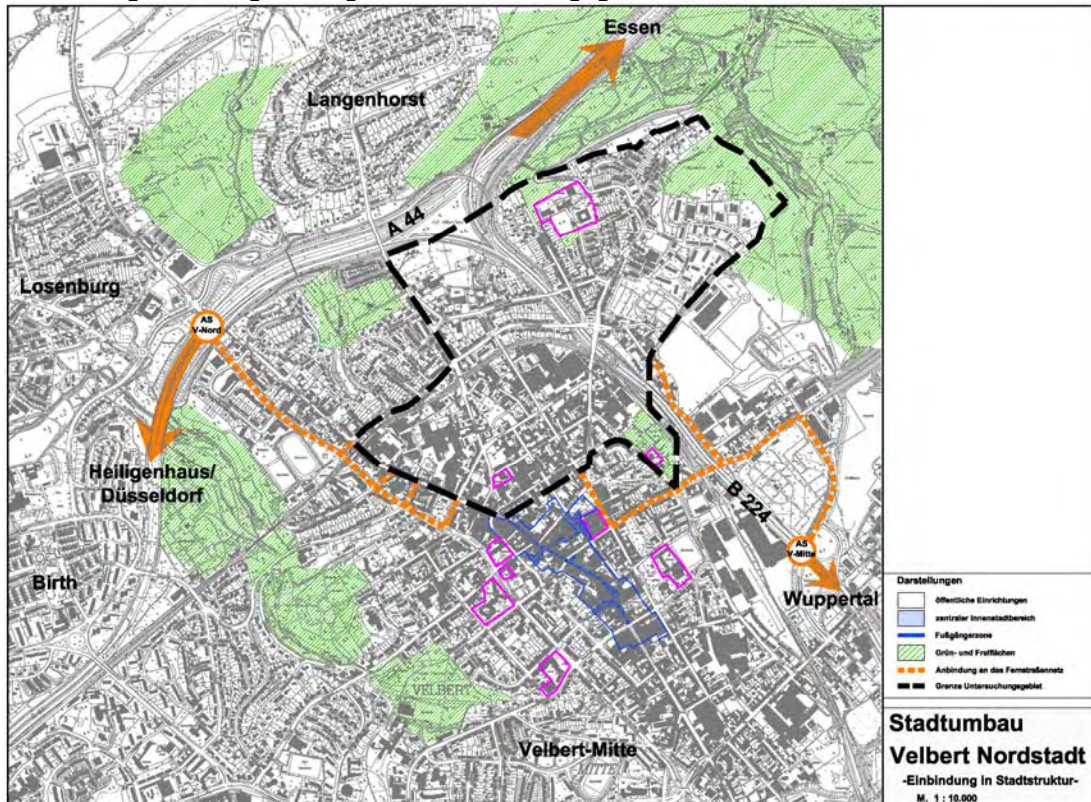 Essen
Langenhorst
A 44
Losenburg
AS
V-Nord
Heiligenhaus/
Düsseldorf
B 224
AS
V-Mitte
Birth
Wuppertal
VELBERT
Velbert-Mitte
MITTE
Darstellungen
öffentliche Einrichtungen
zentraler Innenstadtbereich
Fußgängerzone
Grün- und Freiflächen
Anbindung an das Fernstraßennetz
Grenze Untersuchungsgebiet
Stadtumbau
Velbert Nordstadt
-Einbindung in Stadtstruktur-
M. 1 : 10.000